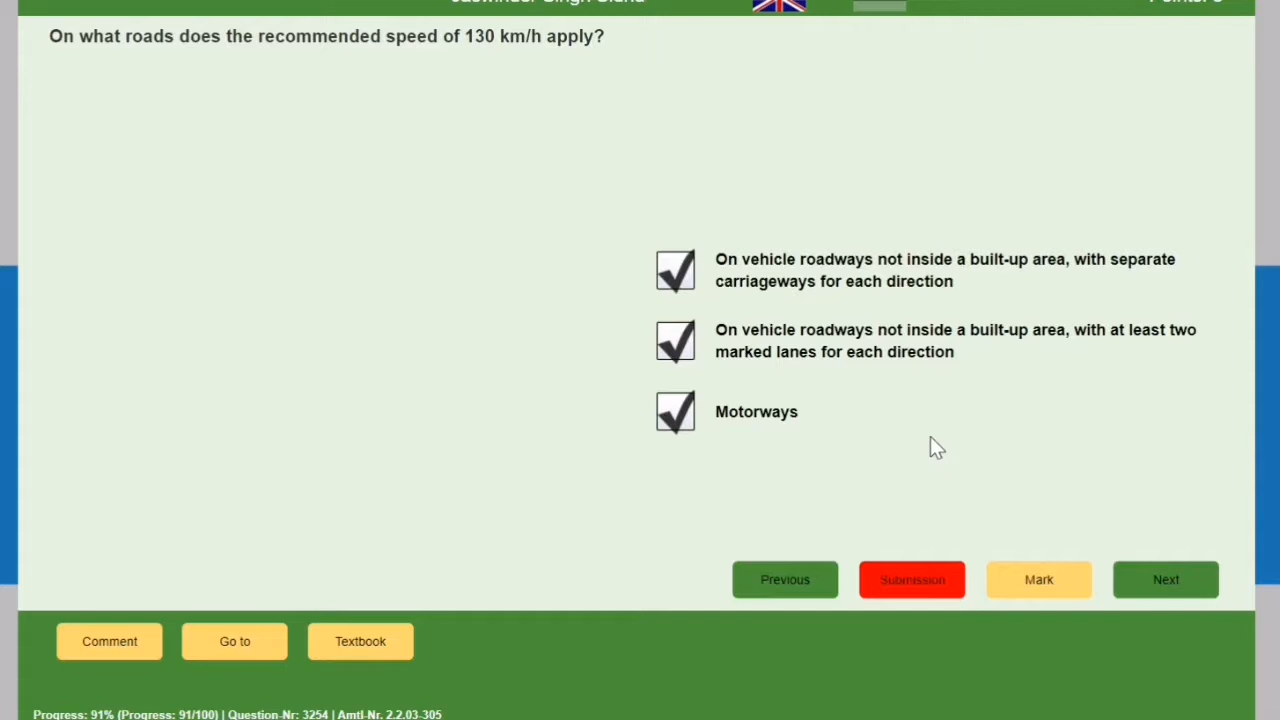 On what roads does the recommended speed of 130 km/h apply?
On vehicle roadways not inside a built-up area, with separate
carriageways for each direction
On vehicle roadways not inside a built-up area, with at least two
marked lanes for each direction
Motorways
Previous
Submission
Mark
Next
Comment
Go to
Textbook
Progress: 91% (Progress: 91/100) | Question-Nr: 3254 | Amtl-Nr. 2.2.03-305